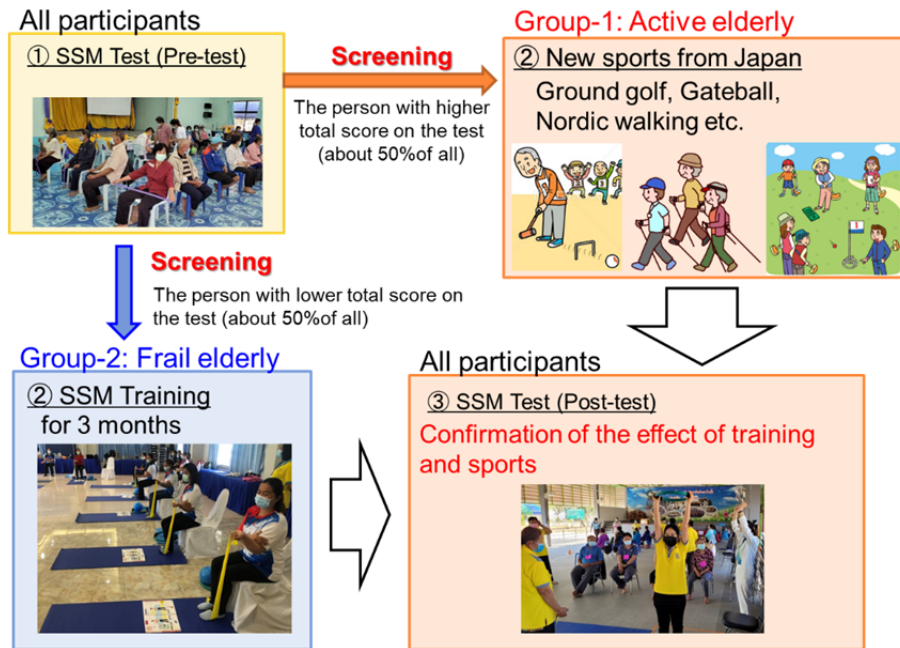 All participants
① SSM Test (Pre-test)
Screening
The person with higher
total score on the test
(about 50%of all)
Group-1: Active elderly
② New sports from Japan
Ground golf, Gateball,
Nordic walking etc.
Screening
The person with lower total score on
the test (about 50%of all)
Group-2: Frail elderly
② SSM Training
for 3 months
All participants
③ SSM Test (Post-test)
Confirmation of the effect of training
and sports